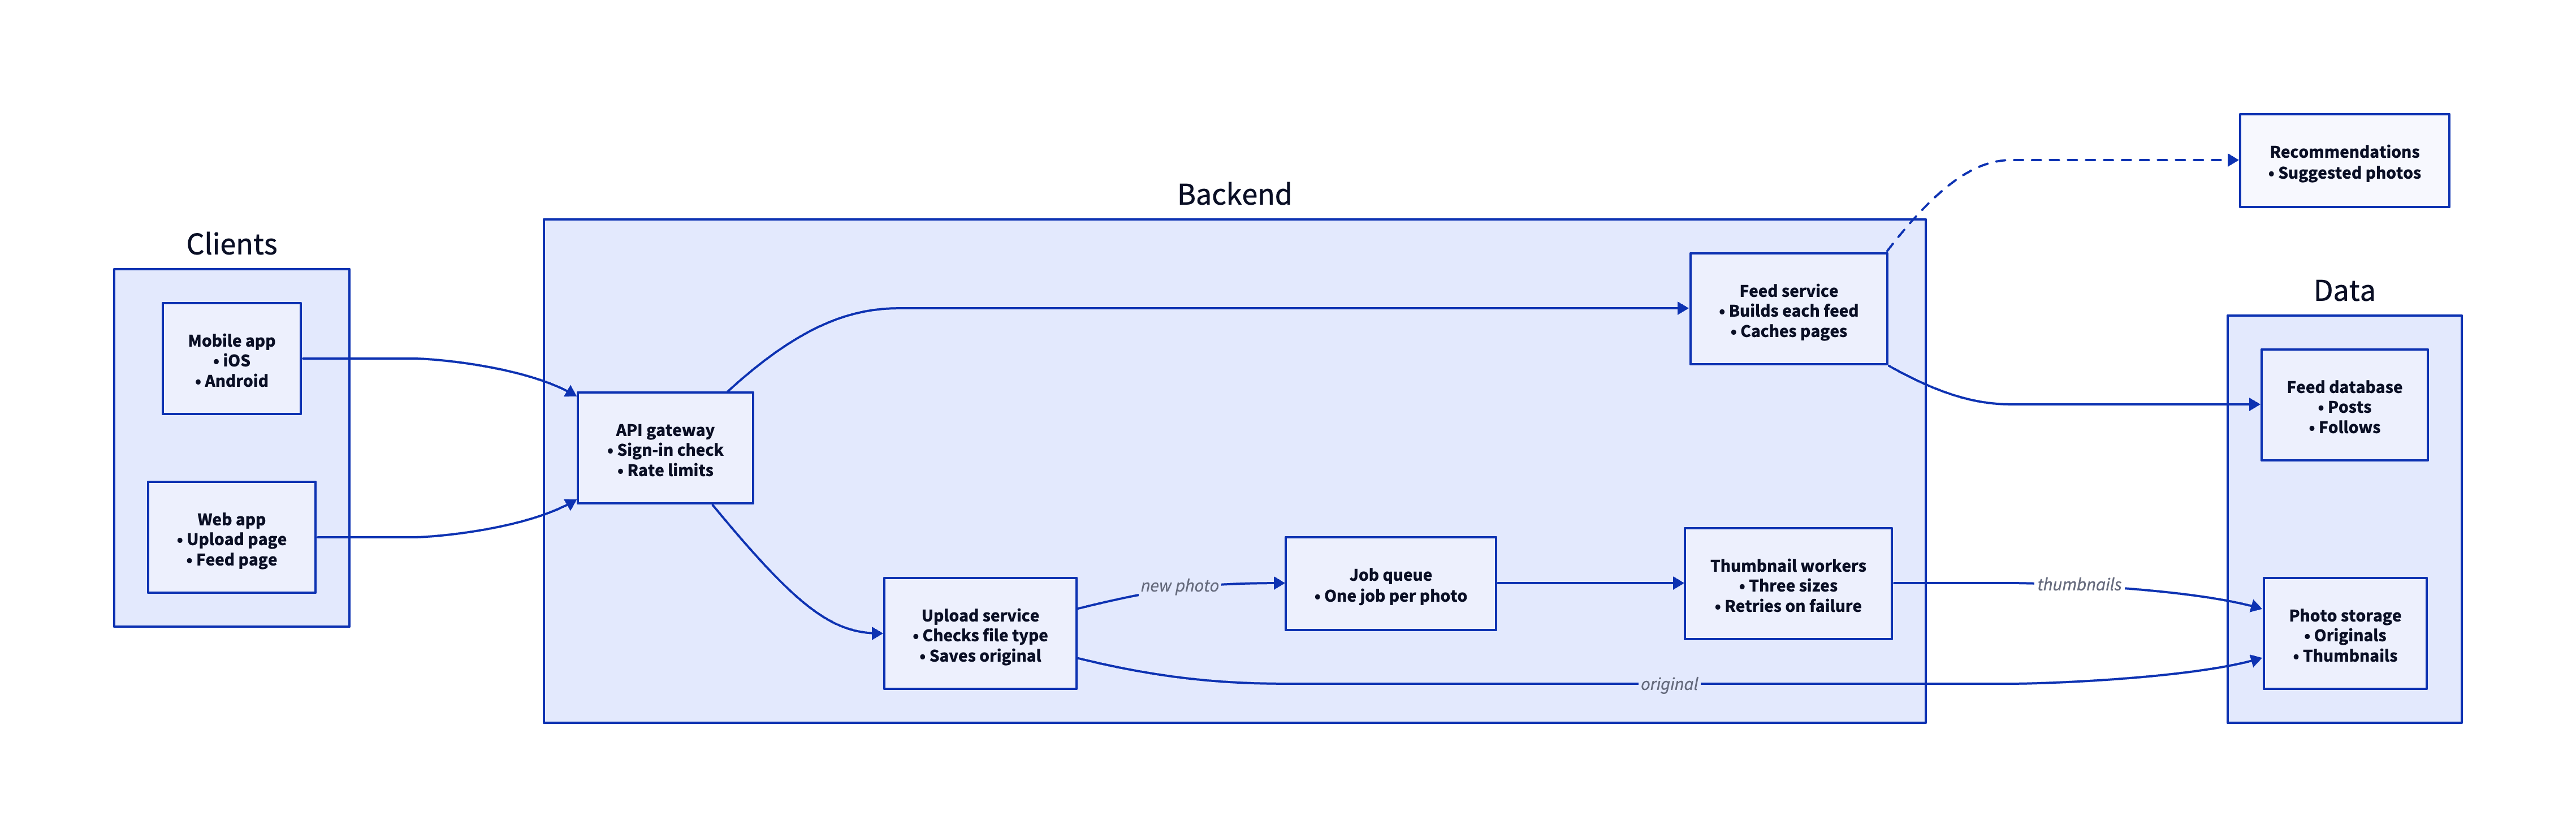 Clients
Mobile app
• iOS
• Android
Web app
• Upload page
• Feed page
Backend
API gateway
• Sign-in check
• Rate limits
Feed service
• Builds each feed
• Caches pages
Upload service
• Checks file type
• Saves original
new photo
Job queue
• One job per photo
Thumbnail workers
• Three sizes
• Retries on failure
original
thumbnails
Recommendations
• Suggested photos
Data
Feed database
• Posts
• Follows
Photo storage
• Originals
• Thumbnails